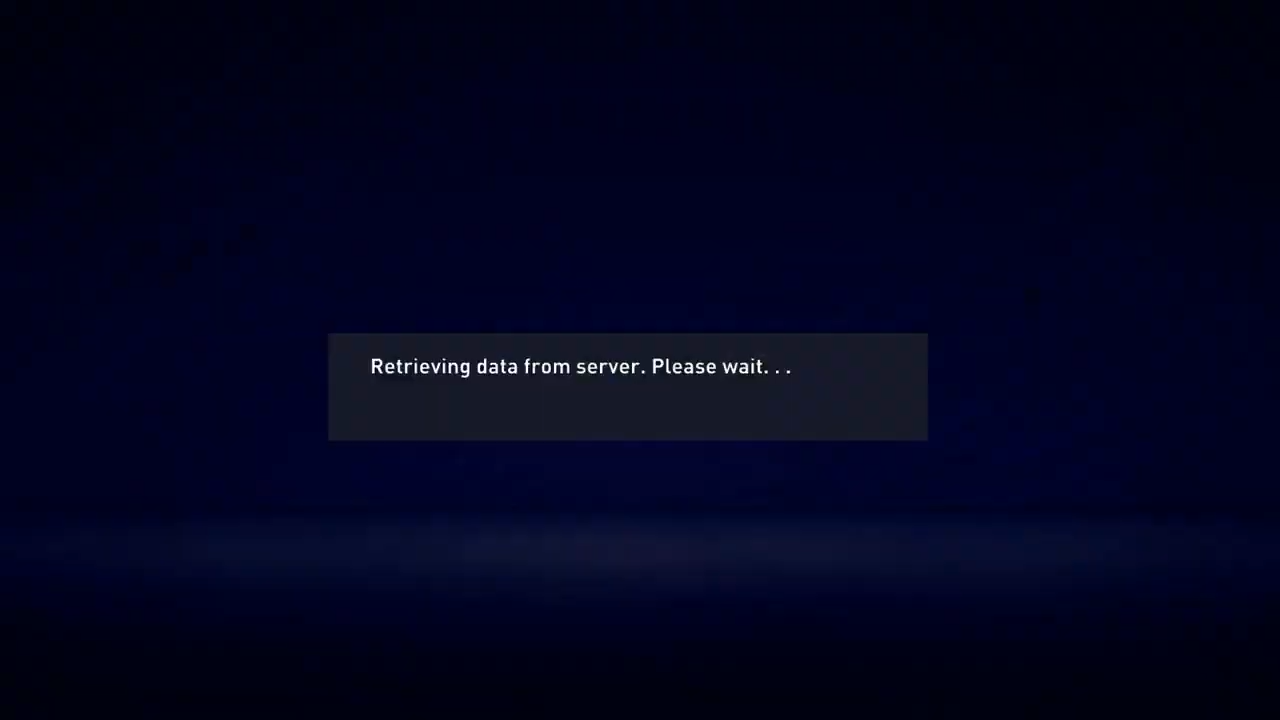 Retrieving data from server. Please wait. . .